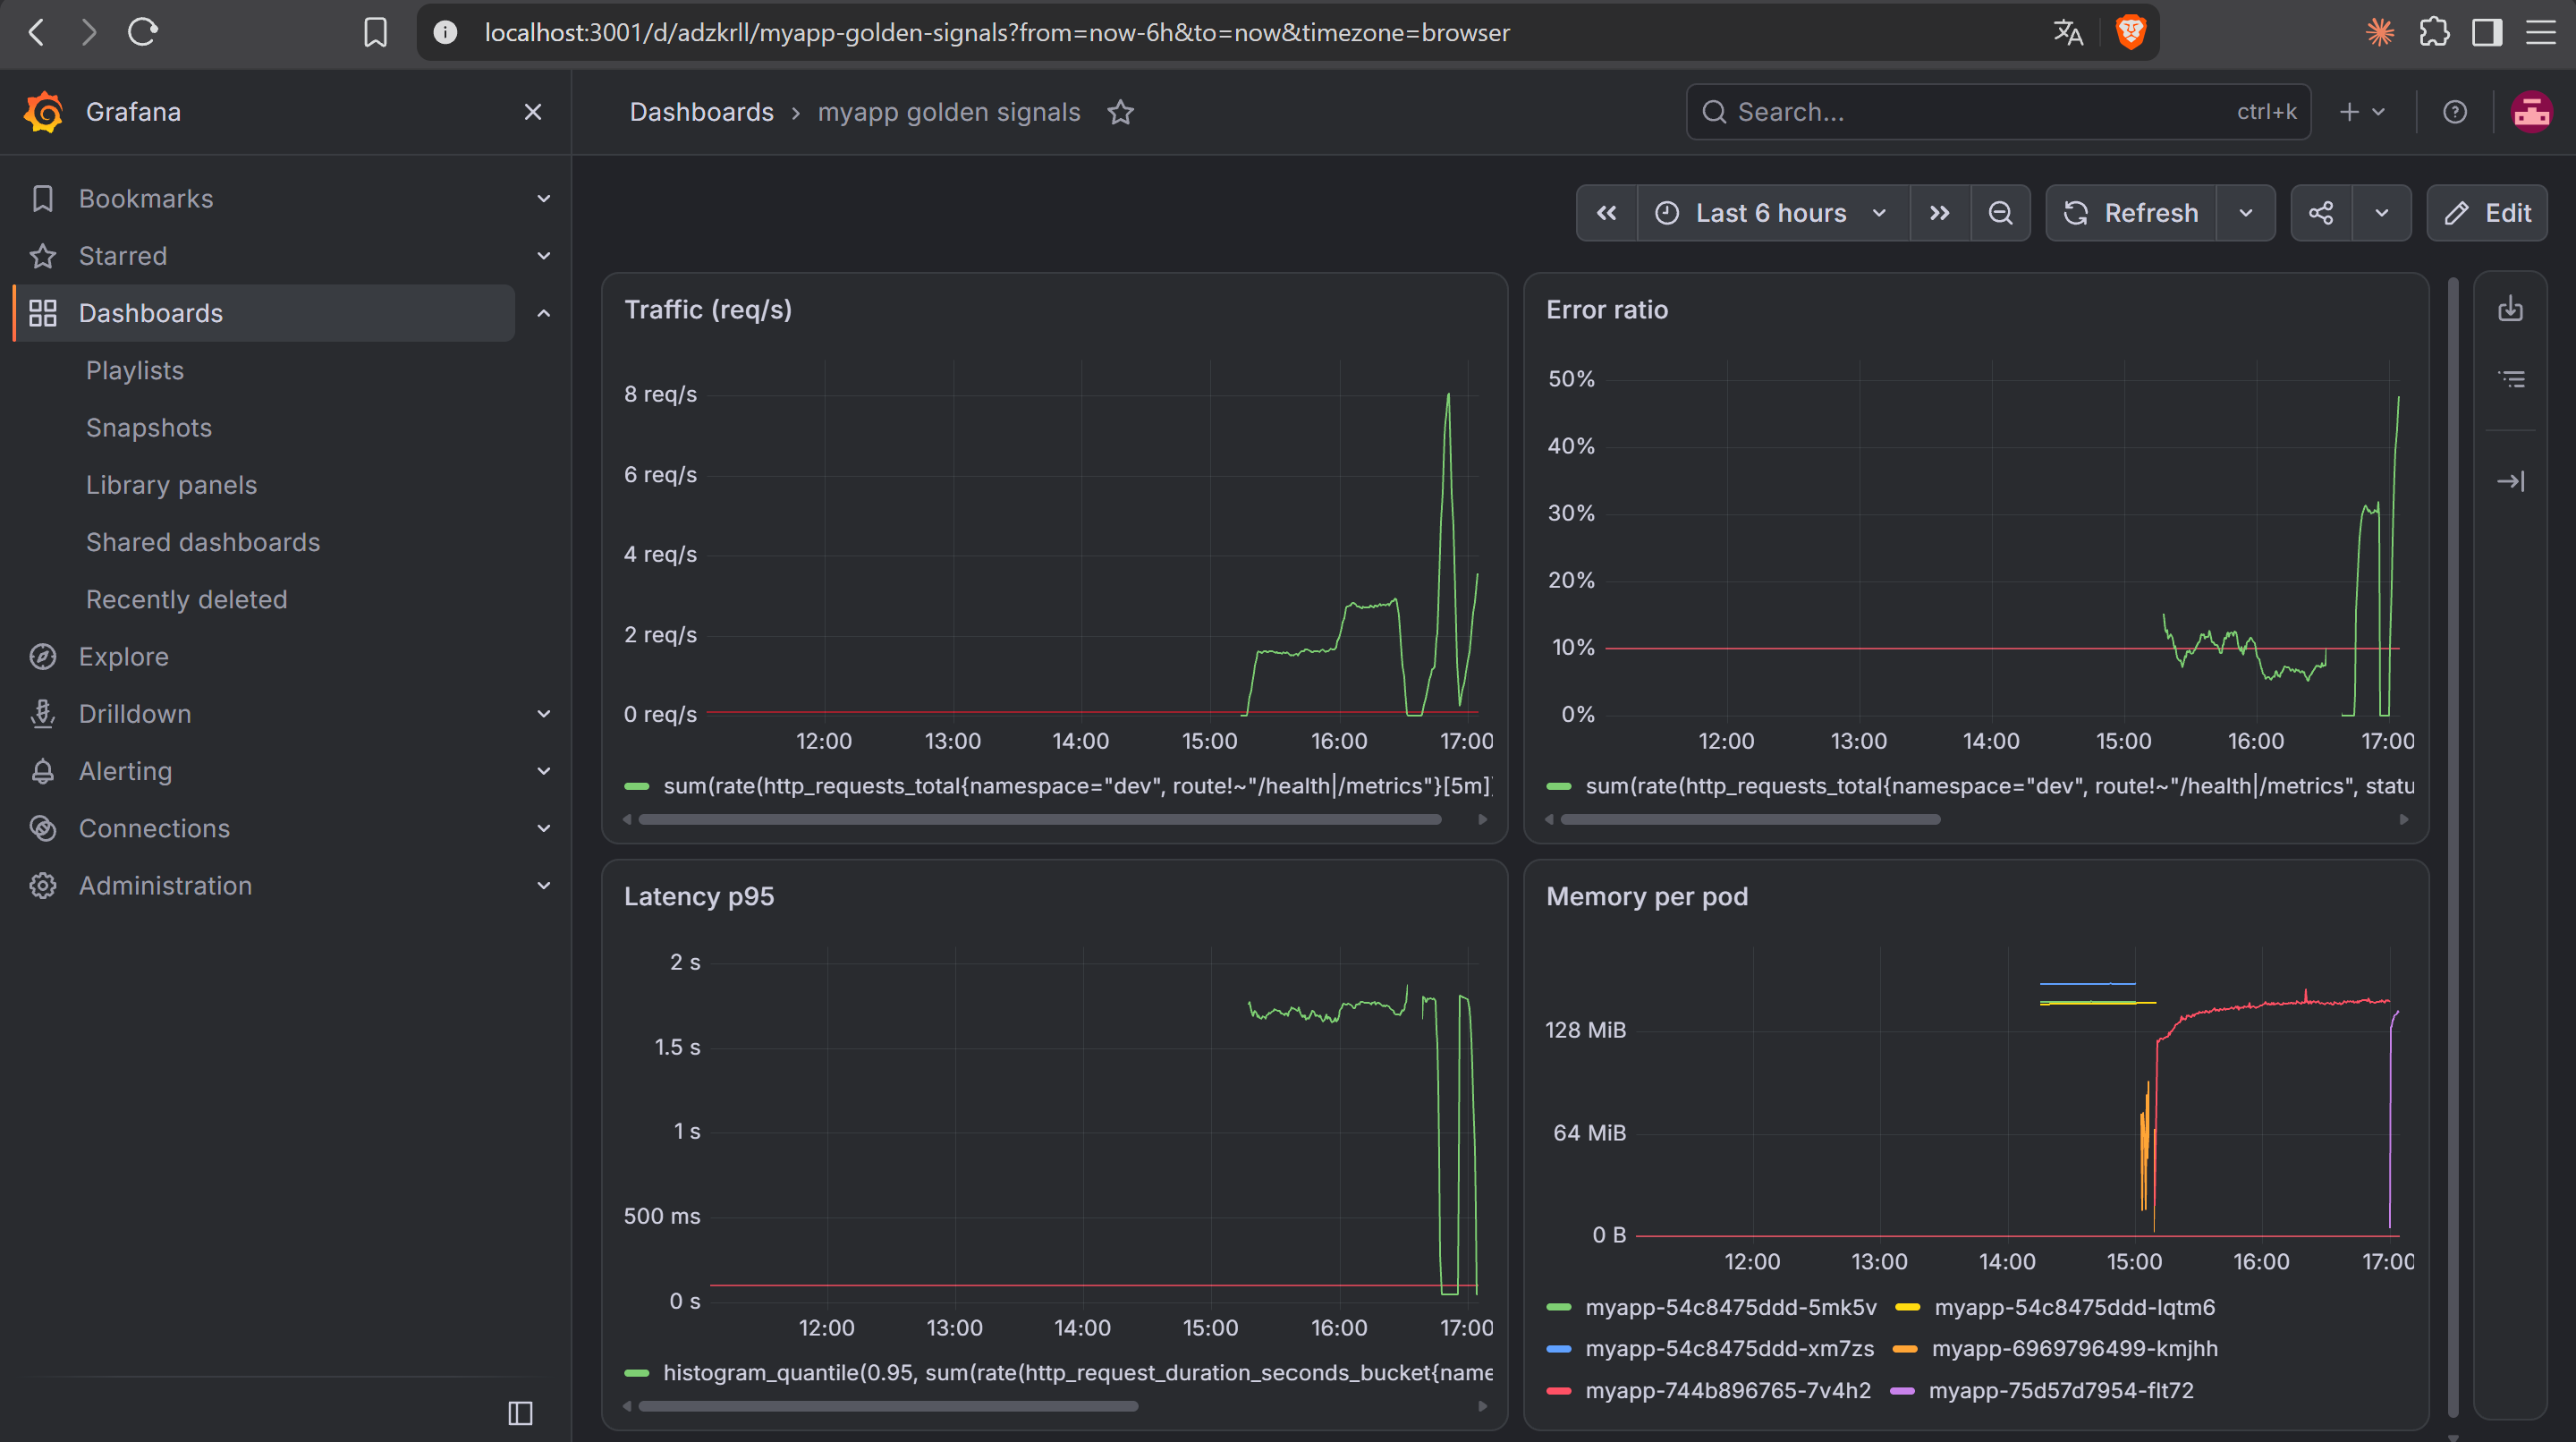 localhost:3001/d/adzkrll/myapp-golden-signals?from=now-6h&to=now&timezone=browser
Grafana
Dashboards › myapp golden signals
Search... ctrl+k
Bookmarks
Starred
Dashboards
Playlists
Snapshots
Library panels
Shared dashboards
Recently deleted
Explore
Drilldown
Alerting
Connections
Administration
Last 6 hours
Refresh
Edit
Traffic (req/s)
8 req/s
6 req/s
4 req/s
2 req/s
0 req/s
12:00 13:00 14:00 15:00 16:00 17:00
sum(rate(http_requests_total{namespace="dev", route!~"/health|/metrics"}[5m]
Error ratio
50%
40%
30%
20%
10%
0%
12:00 13:00 14:00 15:00 16:00 17:00
sum(rate(http_requests_total{namespace="dev", route!~"/health|/metrics", statu
Latency p95
2 s
1.5 s
1 s
500 ms
0 s
12:00 13:00 14:00 15:00 16:00 17:00
histogram_quantile(0.95, sum(rate(http_request_duration_seconds_bucket{name
Memory per pod
128 MiB
64 MiB
0 B
12:00 13:00 14:00 15:00 16:00 17:00
myapp-54c8475ddd-5mk5v myapp-54c8475ddd-lqtm6
myapp-54c8475ddd-xm7zs myapp-6969796499-kmjhh
myapp-744b896765-7v4h2 myapp-75d57d7954-flt72